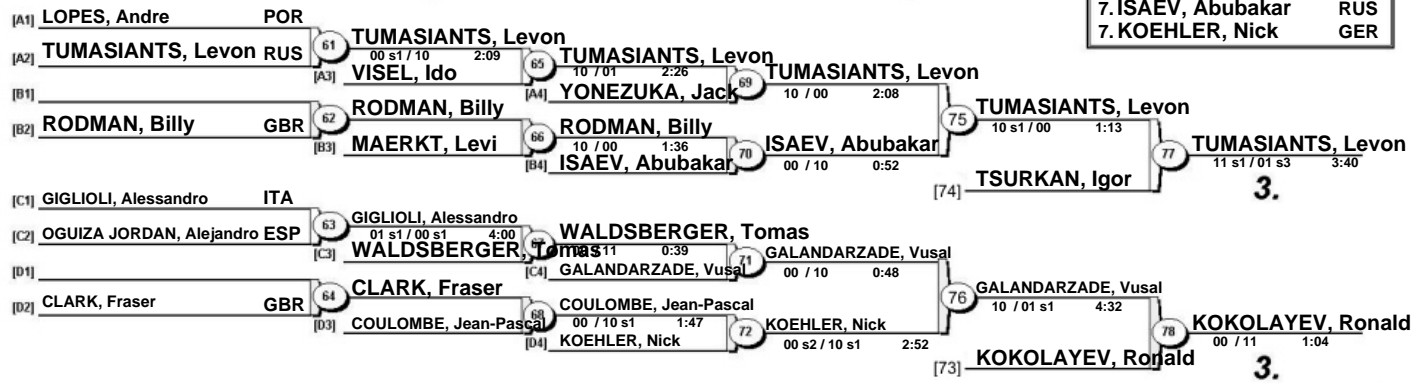 7. ISAEV, Abubakar RUS
7. KOEHLER, Nick GER
[A1] LOPES, Andre POR
[A2] TUMASIANTS, Levon RUS
61
TUMASIANTS, Levon
00 s1 / 10 2:09
[A3] VISEL, Ido
65
TUMASIANTS, Levon
10 / 01 2:26
[A4] YONEZUKA, Jack
69
TUMASIANTS, Levon
10 / 00 2:08
[B1]
[B2] RODMAN, Billy GBR
62
RODMAN, Billy
[B3] MAERKT, Levi
66
RODMAN, Billy
10 / 00 1:36
[B4] ISAEV, Abubakar
70
ISAEV, Abubakar
00 / 10 0:52
75
TUMASIANTS, Levon
10 s1 / 00 1:13
[74] TSURKAN, Igor
77
TUMASIANTS, Levon
11 s1 / 01 s3 3:40
3.
[C1] GIGLIOLI, Alessandro ITA
[C2] OGUIZA JORDAN, Alejandro ESP
63
GIGLIOLI, Alessandro
01 s1 / 00 s1 4:00
[C3] WALDSBERGER, Tomas
WALDSBERGER, Tomas
11 0:39
[C4] GALANDARZADE, Vusal
71
GALANDARZADE, Vusal
00 / 10 0:48
[D1]
[D2] CLARK, Fraser GBR
64
CLARK, Fraser
[D3] COULOMBE, Jean-Pascal
68
COULOMBE, Jean-Pascal
00 / 10 s1 1:47
[D4] KOEHLER, Nick
72
KOEHLER, Nick
00 s2 / 10 s1 2:52
76
GALANDARZADE, Vusal
10 / 01 s1 4:32
[73] KOKOLAYEV, Ronald
78
KOKOLAYEV, Ronald
00 / 11 1:04
3.